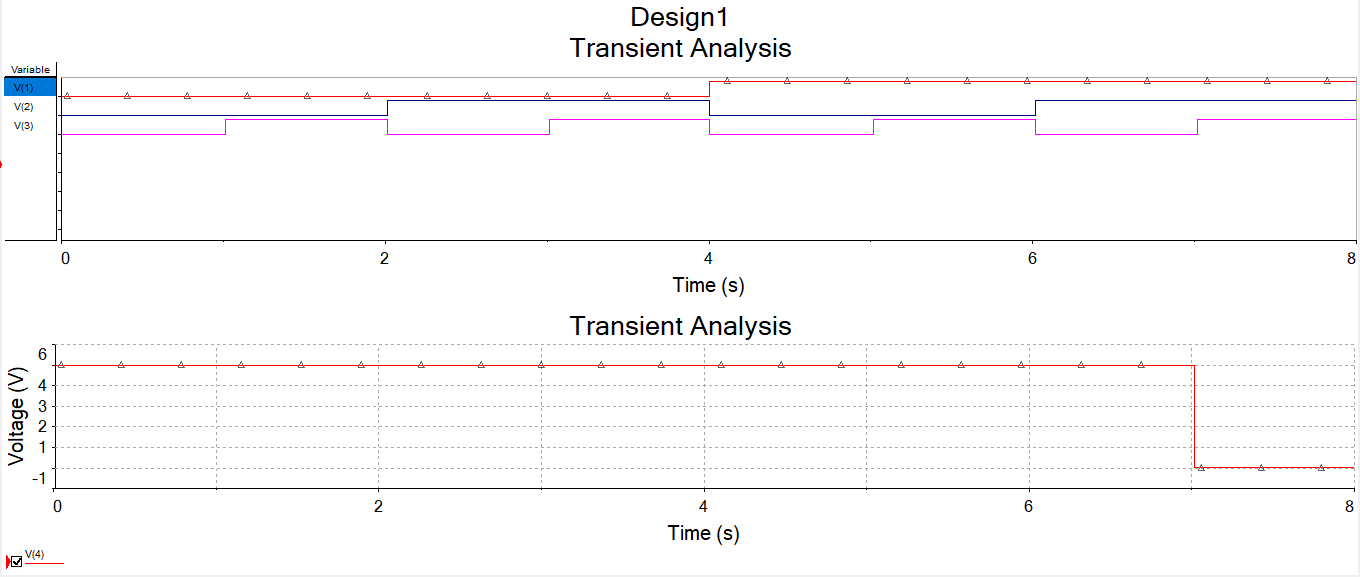 Design1
Transient Analysis
Variable
V(1)
V(2)
V(3)
0 2 4 6 8
Time (s)
Transient Analysis
Voltage (V)
6
4
3
2
1
-1
0 2 4 6 8
Time (s)
V(4)